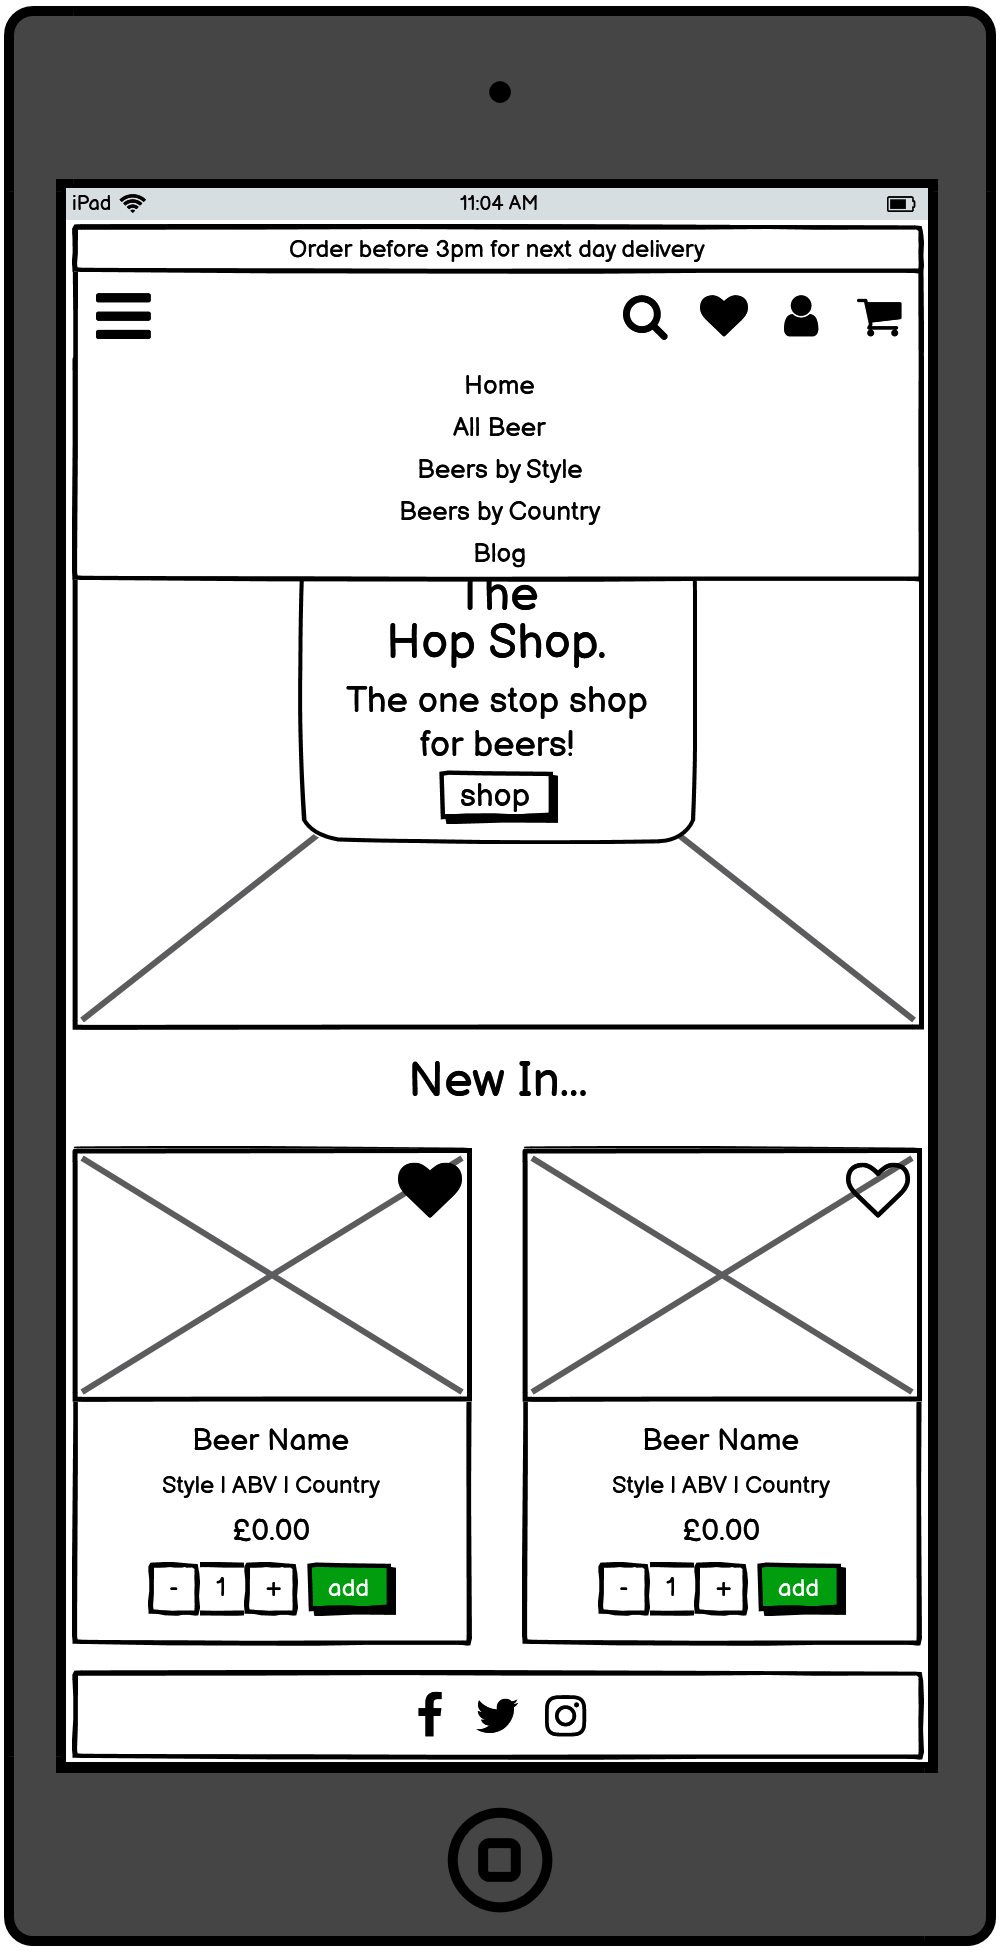 iPad 11:04 AM
Order before 3pm for next day delivery
Home
All Beer
Beers by Style
Beers by Country
Blog
The
Hop Shop.
The one stop shop
for beers!
shop
New In...
Beer Name
Style | ABV | Country
£0.00
- 1 + add
Beer Name
Style | ABV | Country
£0.00
- 1 + add